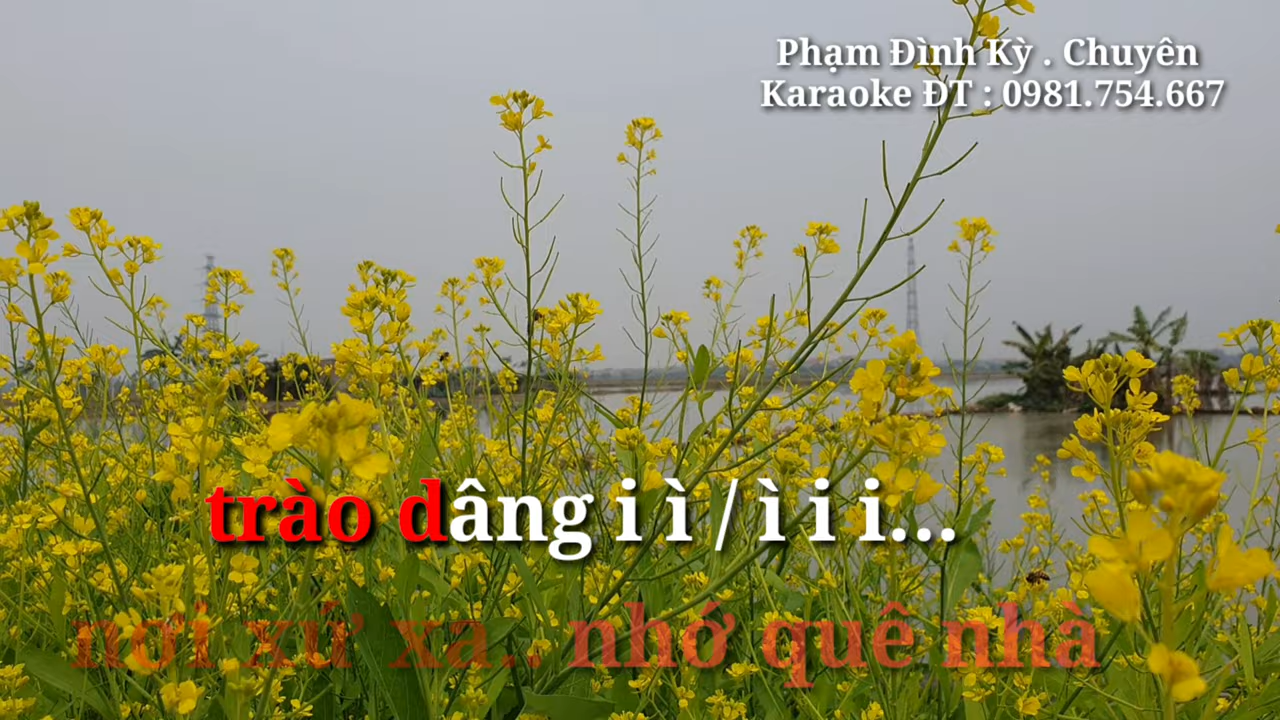 Phạm Đình Kỳ . Chuyên
Karaoke ĐT : 0981.754.667
trào dâng i ì / ì i i...
nơi xứ xa.. nhớ quê nhà